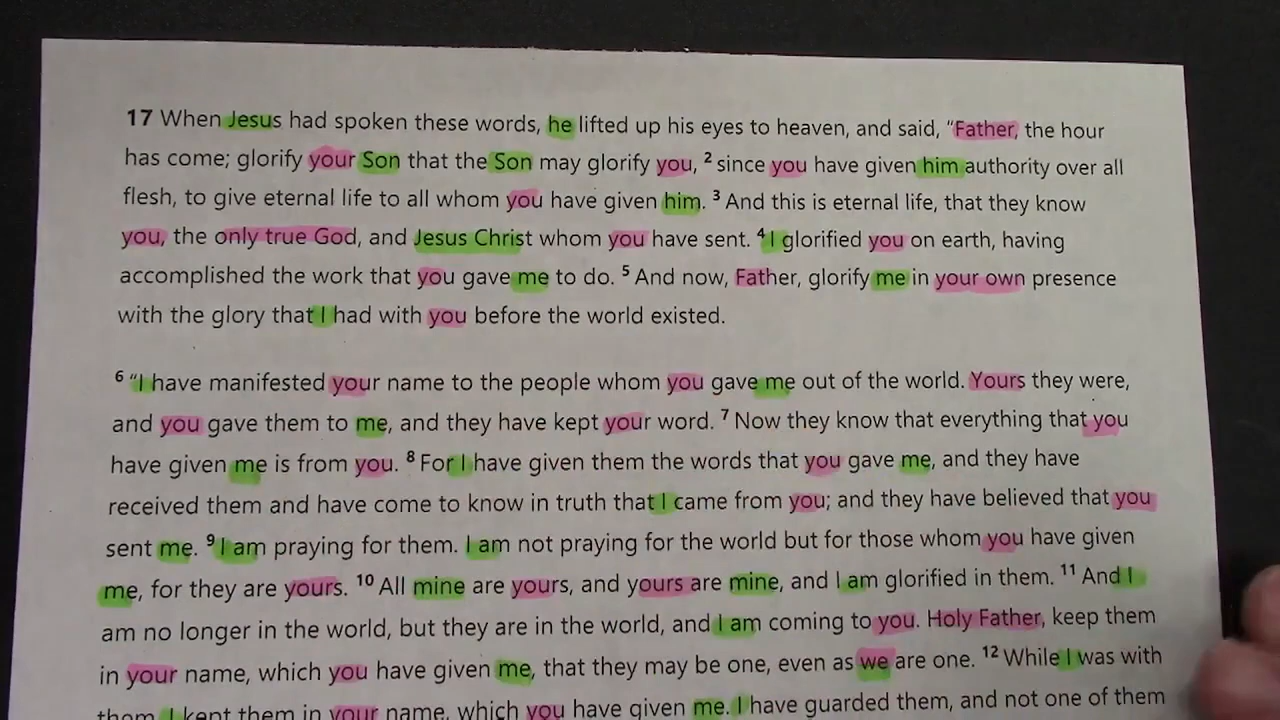 17 When Jesus had spoken these words, he lifted up his eyes to heaven, and said, “Father, the hour
has come; glorify your Son that the Son may glorify you, 2 since you have given him authority over all
flesh, to give eternal life to all whom you have given him. 3 And this is eternal life, that they know
you, the only true God, and Jesus Christ whom you have sent. 4 I glorified you on earth, having
accomplished the work that you gave me to do. 5 And now, Father, glorify me in your own presence
with the glory that I had with you before the world existed.
6 “I have manifested your name to the people whom you gave me out of the world. Yours they were,
and you gave them to me, and they have kept your word. 7 Now they know that everything that you
have given me is from you. 8 For I have given them the words that you gave me, and they have
received them and have come to know in truth that I came from you; and they have believed that you
sent me. 9 I am praying for them. I am not praying for the world but for those whom you have given
me, for they are yours. 10 All mine are yours, and yours are mine, and I am glorified in them. 11 And I
am no longer in the world, but they are in the world, and I am coming to you. Holy Father, keep them
in your name, which you have given me, that they may be one, even as we are one. 12 While I was with
them, I kept them in your name, which you have given me. I have guarded them, and not one of them